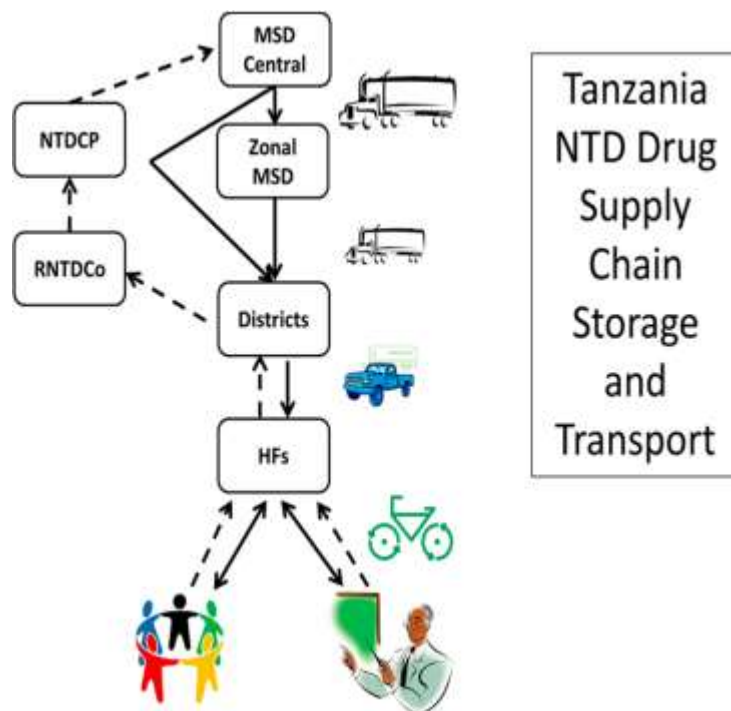 MSD
Central
NTDCP
Zonal
MSD
RNTDCo
Districts
HFs
Tanzania
NTD Drug
Supply
Chain
Storage
and
Transport